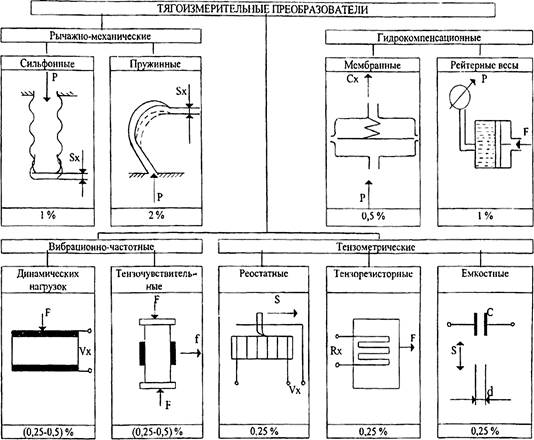 ТЯГОИЗМЕРИТЕЛЬНЫЕ ПРЕОБРАЗОВАТЕЛИ
Рычажно-механические
Гидрокомпенсационные
Сильфонные
Пружинные
Мембранные
Рейтерные весы
P
Sx
1 %
Sx
P
2 %
Cx
P
0,5 %
P
F
1 %
Вибрационно-частотные
Тензометрические
Динамических
нагрузок
Тензочувствитель-
ные
Реостатные
Тензорезисторные
Емкостные
F
Vx
(0,25-0,5) %
F
f
F
(0,25-0,5) %
S
Vx
0,25 %
Rx
F
0,25 %
C
S
d
0,25 %